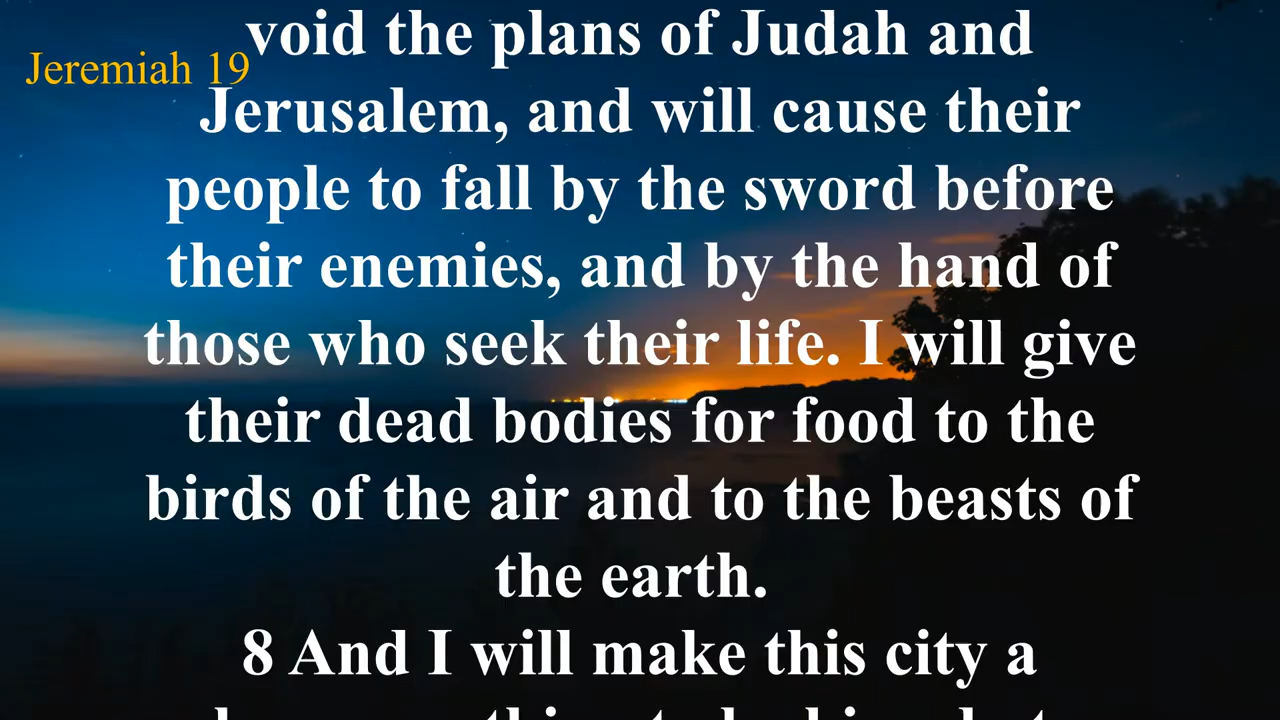 void the plans of Judah and
Jeremiah 19
Jerusalem, and will cause their
people to fall by the sword before
their enemies, and by the hand of
those who seek their life. I will give
their dead bodies for food to the
birds of the air and to the beasts of
the earth.
8 And I will make this city a